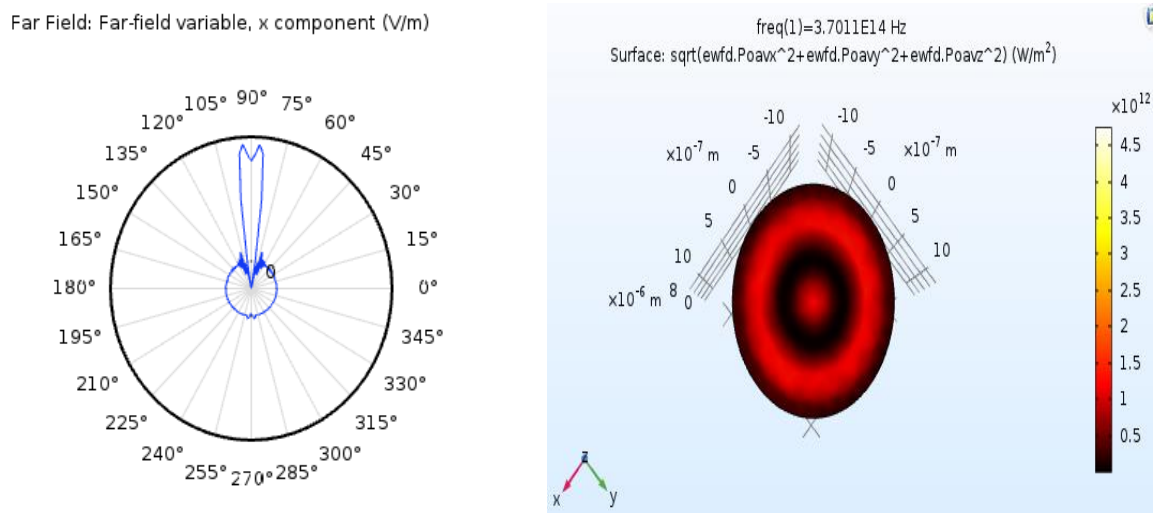 Far Field: Far-field variable, x component (V/m)
105° 90° 75°
120° 60°
135° 45°
150° 30°
165° 15°
0
180° 0°
195° 345°
210° 330°
225° 315°
240° 300°
255° 270° 285°
freq(1)=3.7011E14 Hz
Surface: sqrt(ewfd.Poavx^2+ewfd.Poavy^2+ewfd.Poavz^2) (W/m²)
×10¹²
-10 -10
×10⁻⁷ m -5 -5 ×10⁻⁷ m
0 0
5 5
10 10
×10⁻⁶ m 8 0
4.5
4
3.5
3
2.5
2
1.5
1
0.5
z
x y